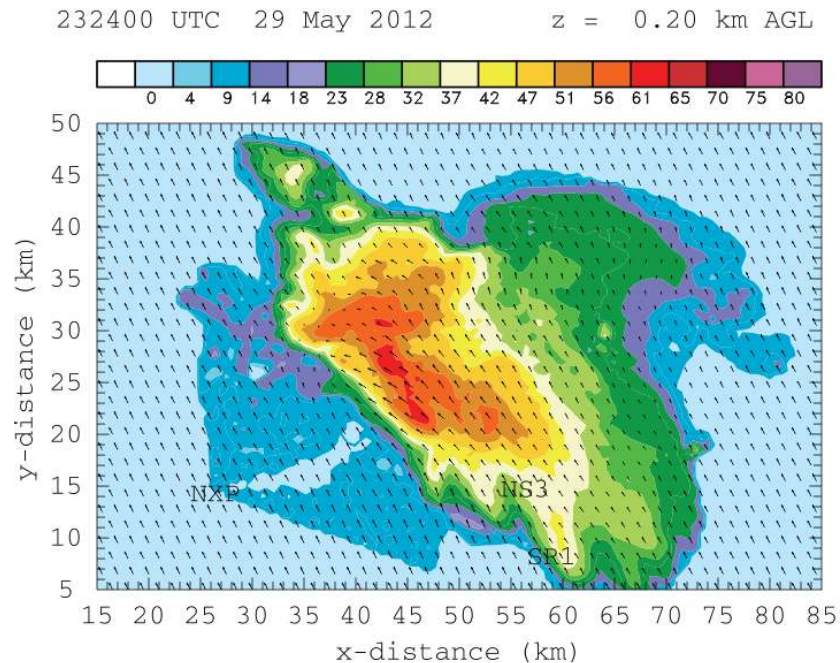 232400 UTC 29 May 2012 z = 0.20 km AGL
0 4 9 14 18 23 28 32 37 42 47 51 56 61 65 70 75 80
50
45
40
35
30
25
20
15
10
5
y-distance (km)
NXP
NS3
SR1
15 20 25 30 35 40 45 50 55 60 65 70 75 80 85
x-distance (km)